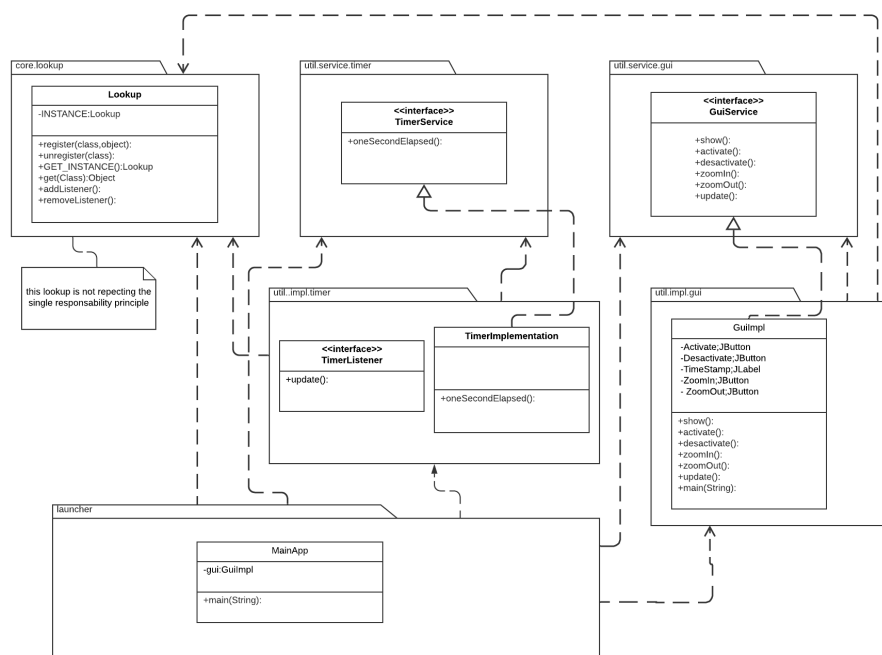 core.lookup
Lookup
-INSTANCE:Lookup
+register(class,object):
+unregister(class):
+GET_INSTANCE():Lookup
+get(Class):Object
+addListener():
+removeListener():
this lookup is not repecting the
single responsability principle
util.service.timer
<<interface>>
TimerService
+oneSecondElapsed():
util.service.gui
<<interface>>
GuiService
+show():
+activate():
+desactivate():
+zoomIn():
+zoomOut():
+update():
util..impl.timer
<<interface>>
TimerListener
+update():
TimerImplementation
+oneSecondElapsed():
util.impl.gui
GuiImpl
-Activate;JButton
-Desactivate;JButton
-TimeStamp;JLabel
-ZoomIn;JButton
- ZoomOut;JButton
+show():
+activate():
+desactivate():
+zoomIn():
+zoomOut():
+update():
+main(String):
launcher
MainApp
-gui:GuiImpl
+main(String):